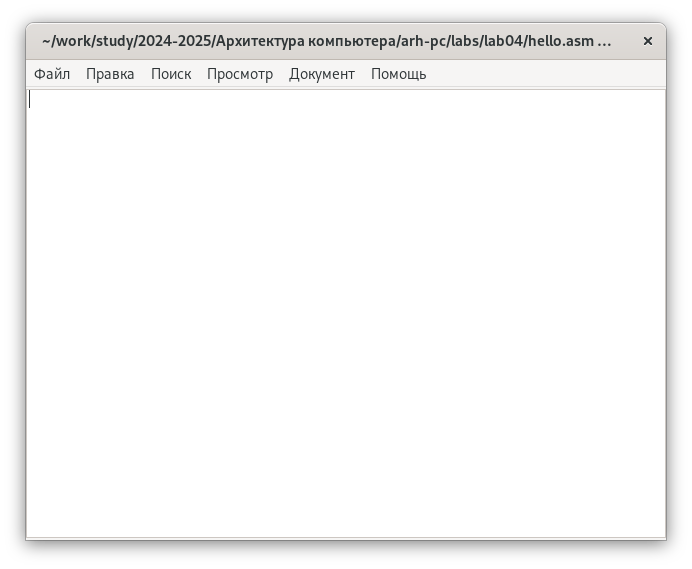 ~/work/study/2024-2025/Архитектура компьютера/arh-pc/labs/lab04/hello.asm ...
Файл Правка Поиск Просмотр Документ Помощь